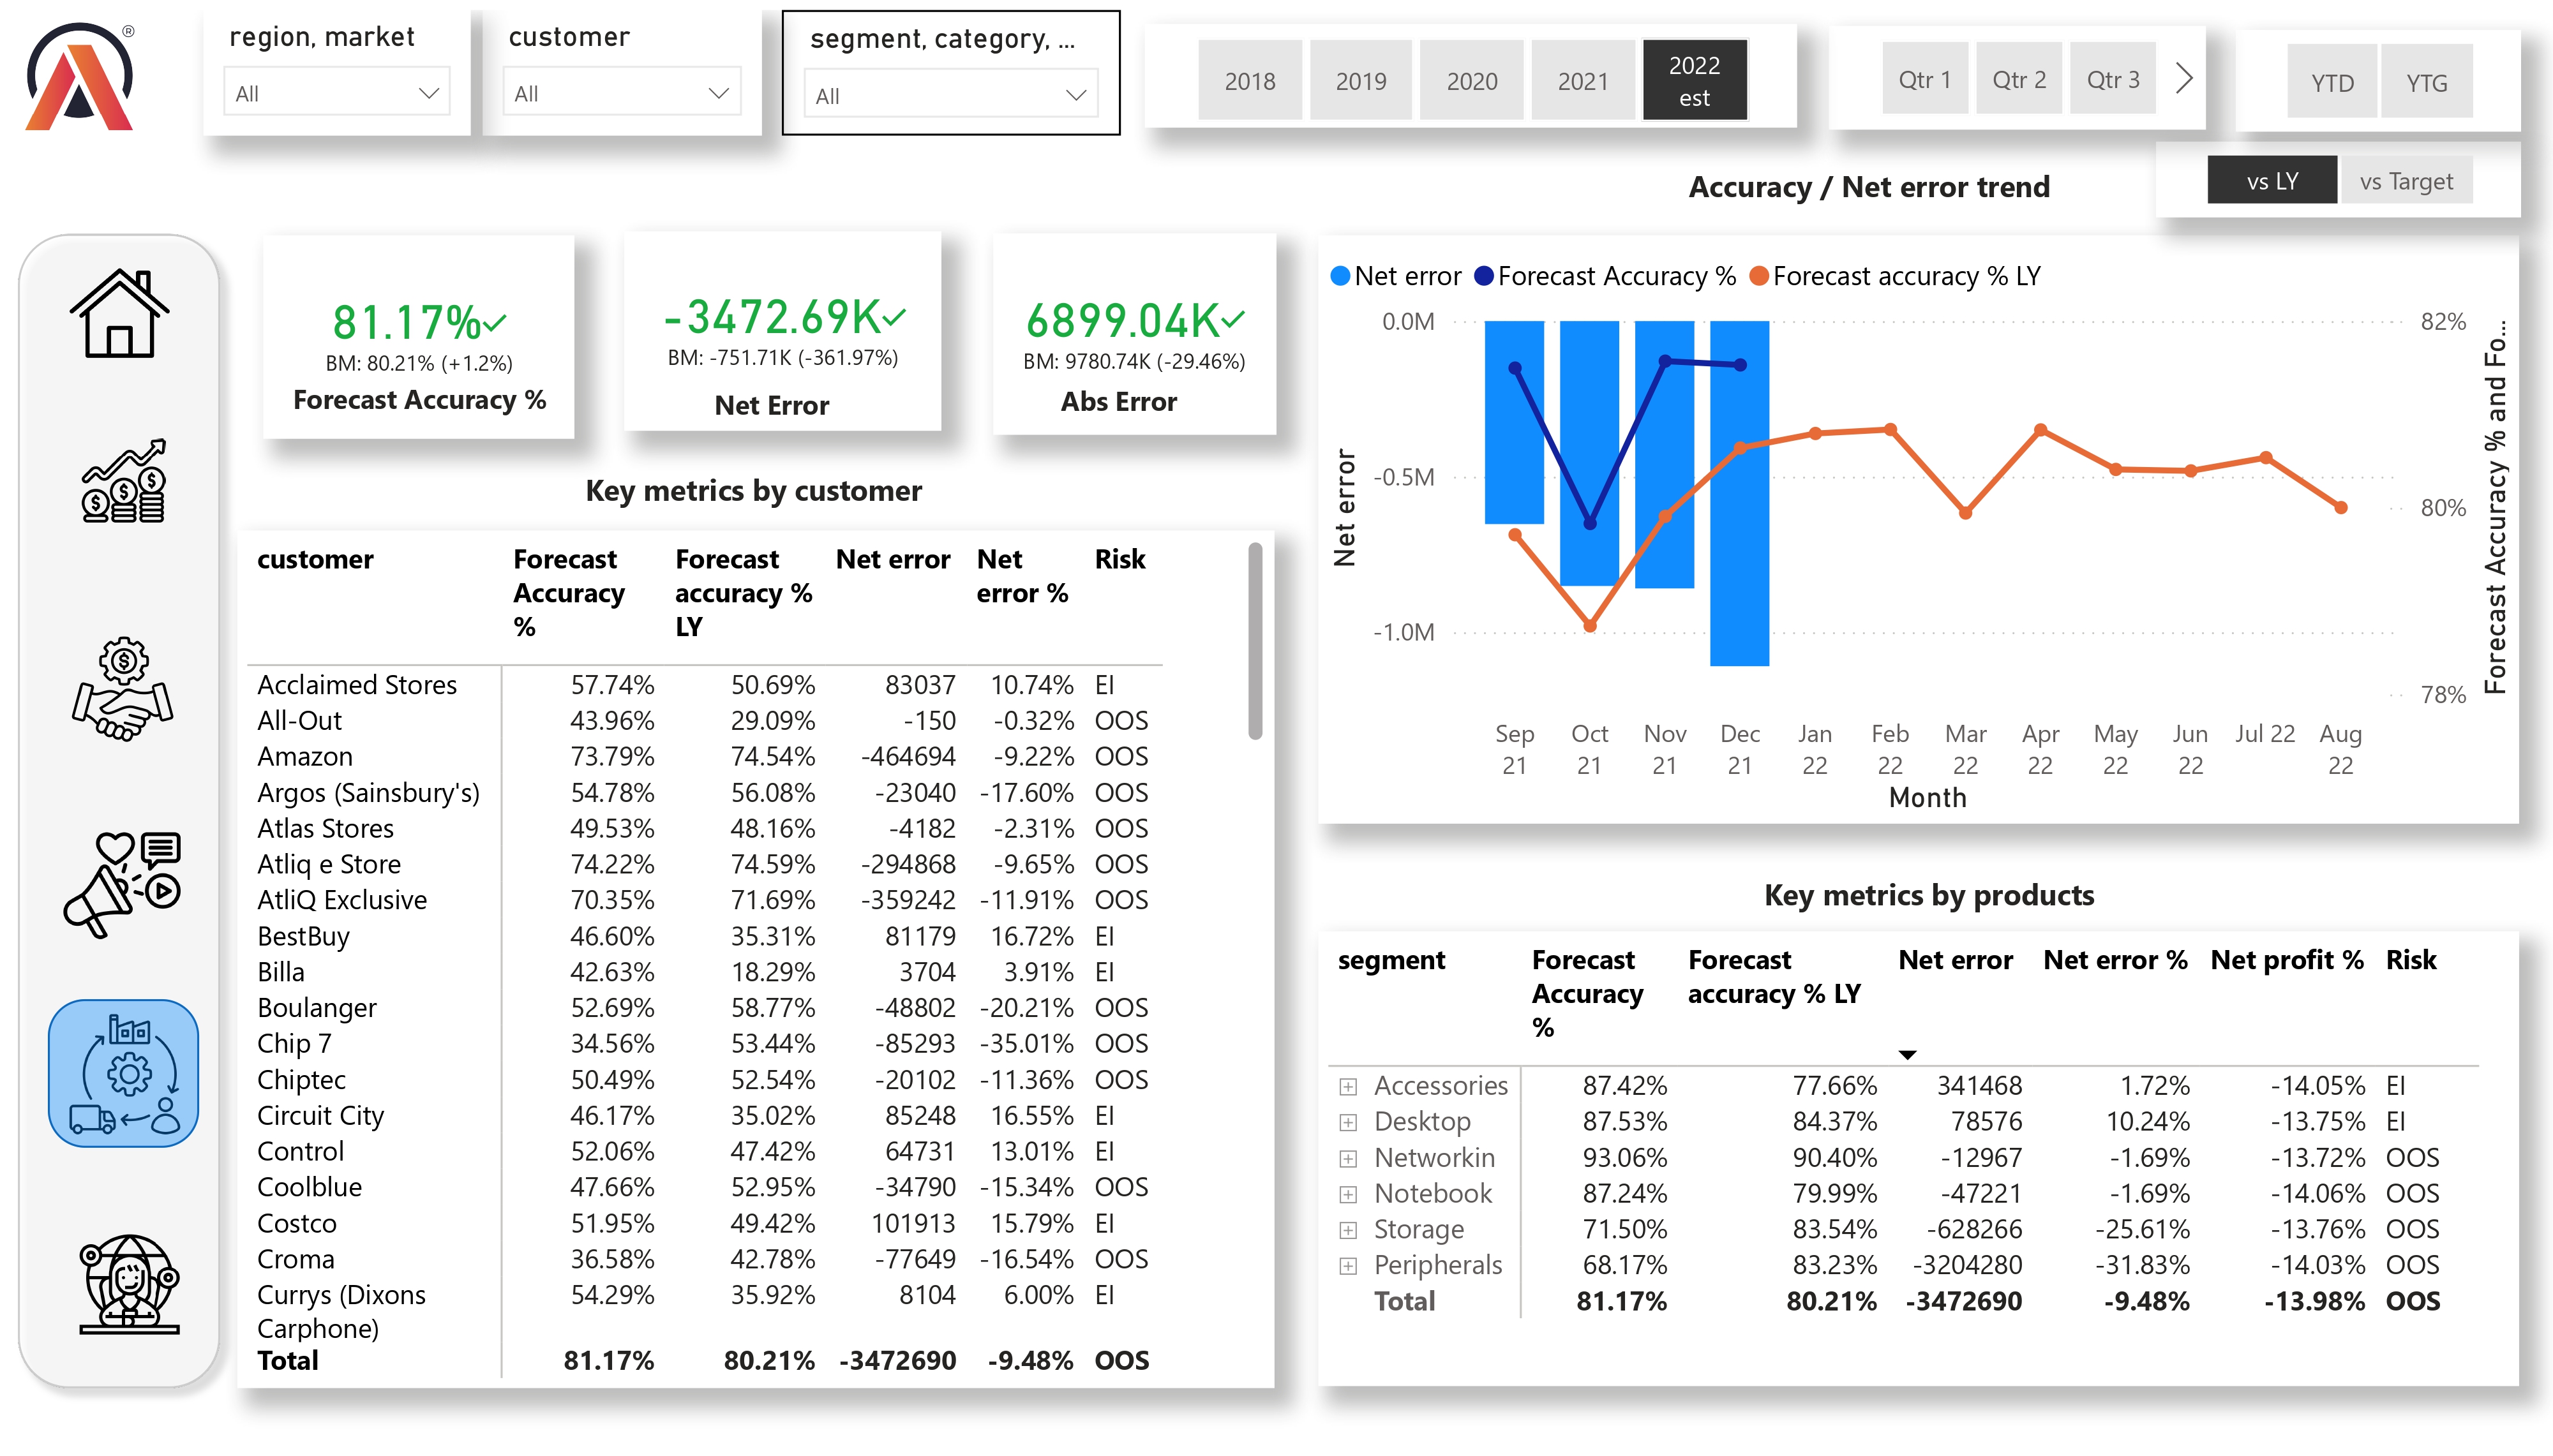 ®
region, market
All
customer
All
segment, category, ...
All
2018
2019
2020
2021
2022
est
Qtr 1
Qtr 2
Qtr 3
YTD
YTG
vs LY
vs Target
Accuracy / Net error trend
81.17%
BM: 80.21% (+1.2%)
Forecast Accuracy %
-3472.69K
BM: -751.71K (-361.97%)
Net Error
6899.04K
BM: 9780.74K (-29.46%)
Abs Error
Net error Forecast Accuracy % Forecast accuracy % LY
0.0M
-0.5M
-1.0M
Net error
82%
80%
78%
Forecast Accuracy % and Fo...
Sep 21
Oct 21
Nov 21
Dec 21
Jan 22
Feb 22
Mar 22
Apr 22
May 22
Jun 22
Jul 22
Aug 22
Month
Key metrics by customer
customer Forecast Accuracy % Forecast accuracy % LY Net error Net error % Risk
Acclaimed Stores 57.74% 50.69% 83037 10.74% EI
All-Out 43.96% 29.09% -150 -0.32% OOS
Amazon 73.79% 74.54% -464694 -9.22% OOS
Argos (Sainsbury's) 54.78% 56.08% -23040 -17.60% OOS
Atlas Stores 49.53% 48.16% -4182 -2.31% OOS
Atliq e Store 74.22% 74.59% -294868 -9.65% OOS
AtliQ Exclusive 70.35% 71.69% -359242 -11.91% OOS
BestBuy 46.60% 35.31% 81179 16.72% EI
Billa 42.63% 18.29% 3704 3.91% EI
Boulanger 52.69% 58.77% -48802 -20.21% OOS
Chip 7 34.56% 53.44% -85293 -35.01% OOS
Chiptec 50.49% 52.54% -20102 -11.36% OOS
Circuit City 46.17% 35.02% 85248 16.55% EI
Control 52.06% 47.42% 64731 13.01% EI
Coolblue 47.66% 52.95% -34790 -15.34% OOS
Costco 51.95% 49.42% 101913 15.79% EI
Croma 36.58% 42.78% -77649 -16.54% OOS
Currys (Dixons Carphone) 54.29% 35.92% 8104 6.00% EI
Total 81.17% 80.21% -3472690 -9.48% OOS
Key metrics by products
segment Forecast Accuracy % Forecast accuracy % LY Net error Net error % Net profit % Risk
Accessories 87.42% 77.66% 341468 1.72% -14.05% EI
Desktop 87.53% 84.37% 78576 10.24% -13.75% EI
Networkin 93.06% 90.40% -12967 -1.69% -13.72% OOS
Notebook 87.24% 79.99% -47221 -1.69% -14.06% OOS
Storage 71.50% 83.54% -628266 -25.61% -13.76% OOS
Peripherals 68.17% 83.23% -3204280 -31.83% -14.03% OOS
Total 81.17% 80.21% -3472690 -9.48% -13.98% OOS